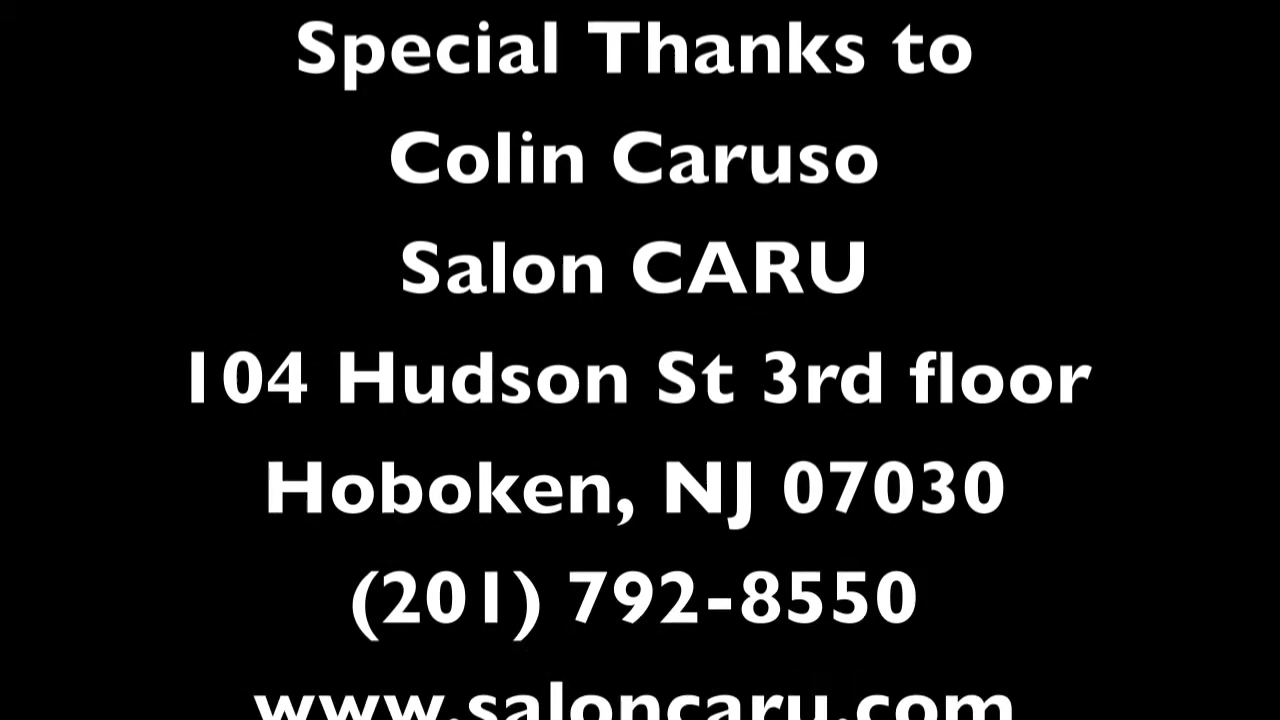 Special Thanks to
Colin Caruso
Salon CARU
104 Hudson St 3rd floor
Hoboken, NJ 07030
(201) 792-8550
www.saloncaru.com